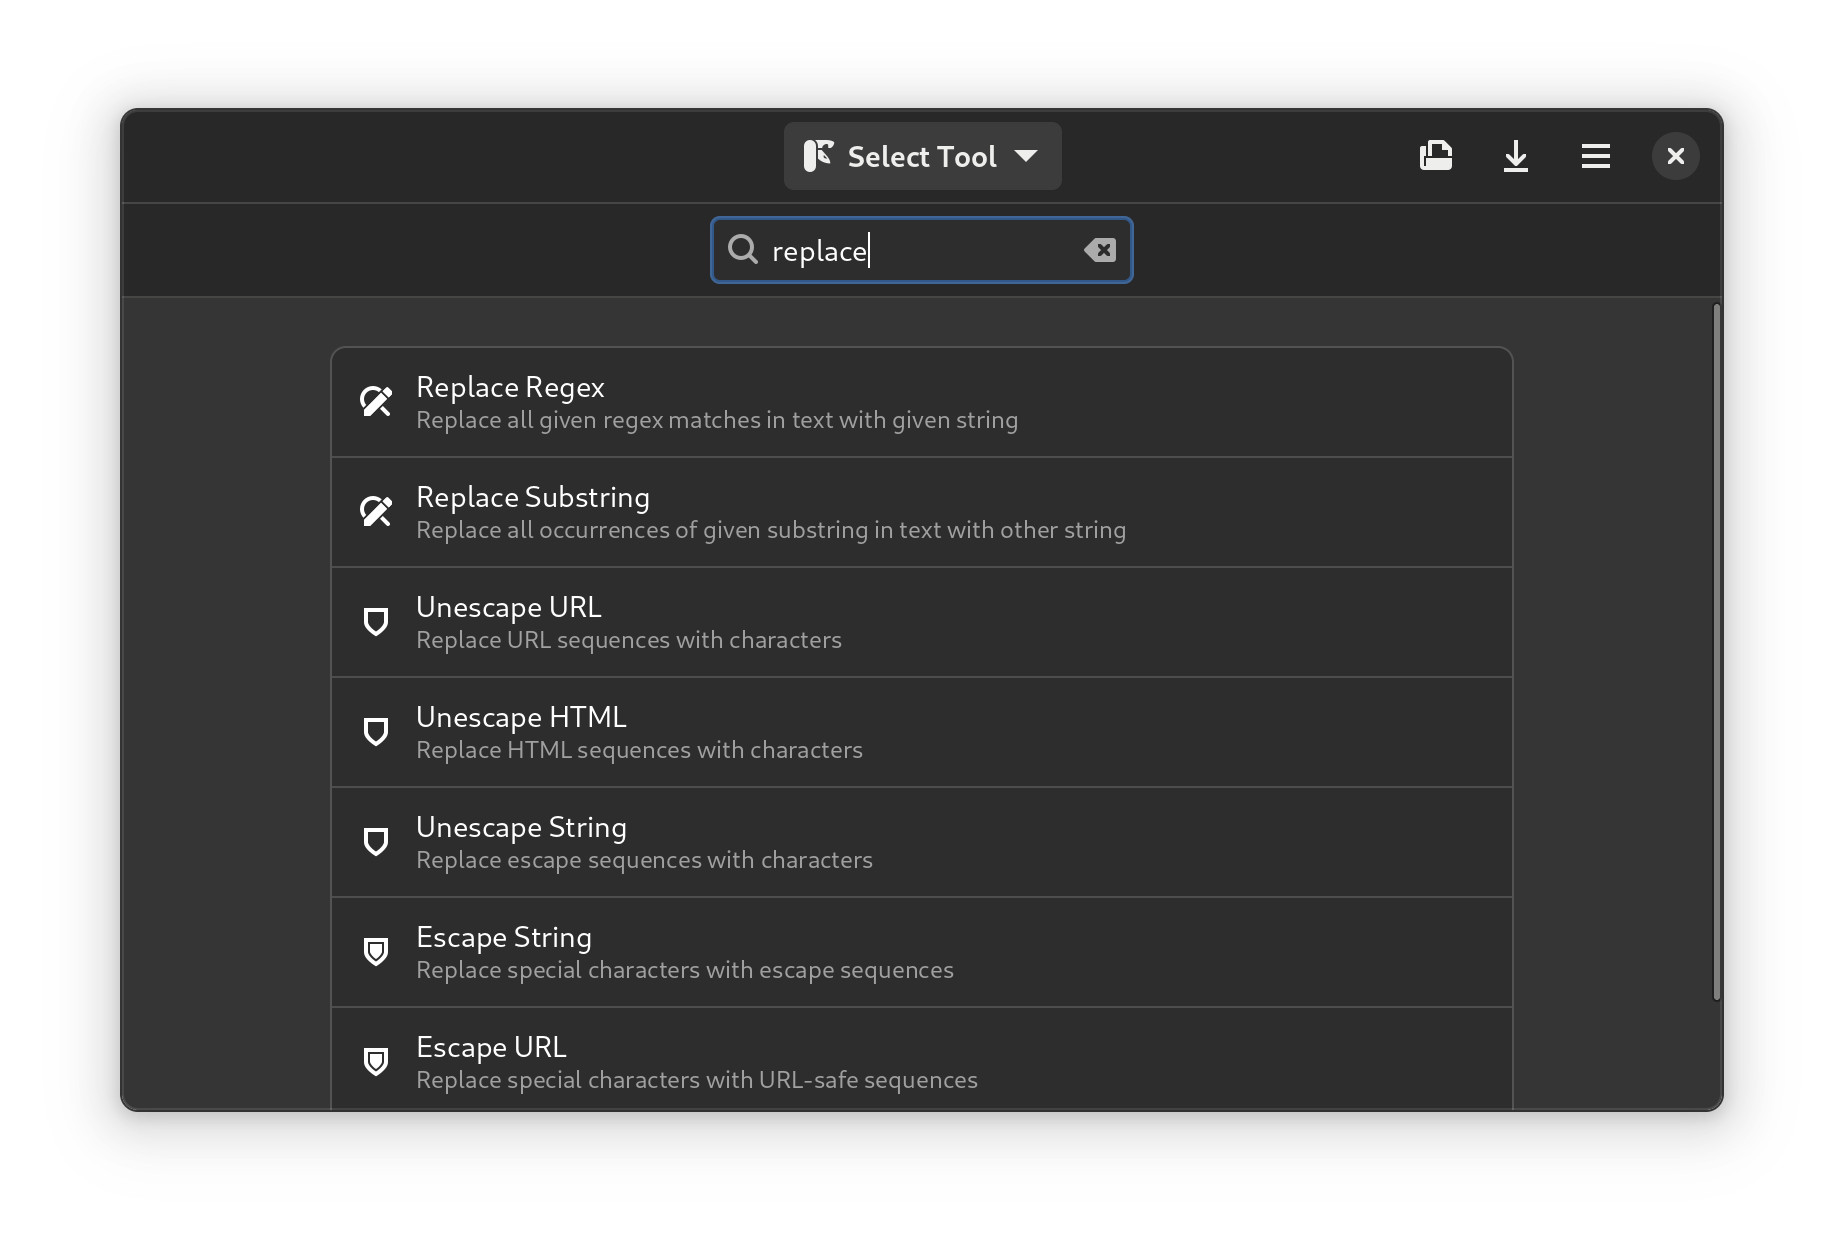 Select Tool
replace
Replace Regex
Replace all given regex matches in text with given string
Replace Substring
Replace all occurrences of given substring in text with other string
Unescape URL
Replace URL sequences with characters
Unescape HTML
Replace HTML sequences with characters
Unescape String
Replace escape sequences with characters
Escape String
Replace special characters with escape sequences
Escape URL
Replace special characters with URL-safe sequences